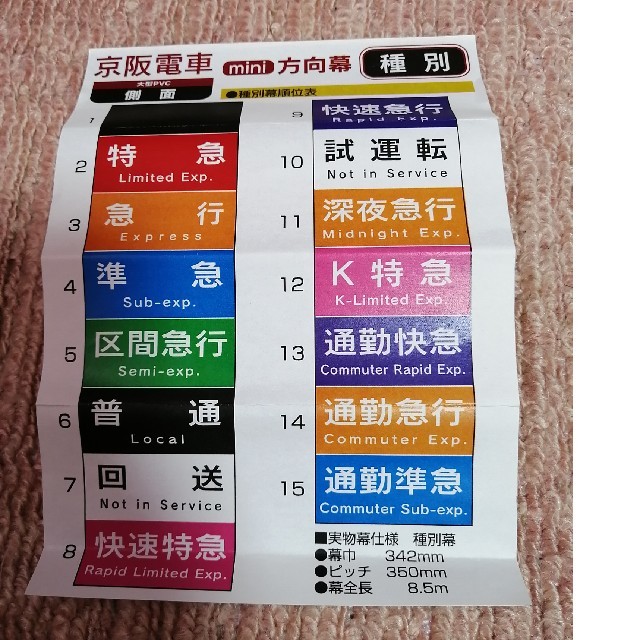 京阪電車 mini 方向幕 種別
大型PVC
側面 ●種別幕順位表
1
2 特急
Limited Exp.
3 急行
Express
4 準急
Sub-exp.
5 区間急行
Semi-exp.
6 普通
Local
7 回送
Not in Service
8 快速特急
Rapid Limited Exp.
9 快速急行
Rapid Exp.
10 試運転
Not in Service
11 深夜急行
Midnight Exp.
12 K特急
K-Limited Exp.
13 通勤快急
Commuter Rapid Exp.
14 通勤急行
Commuter Exp.
15 通勤準急
Commuter Sub-exp.
■実物幕仕様 種別幕
●幕巾 342mm
●ピッチ 350mm
●幕全長 8.5m